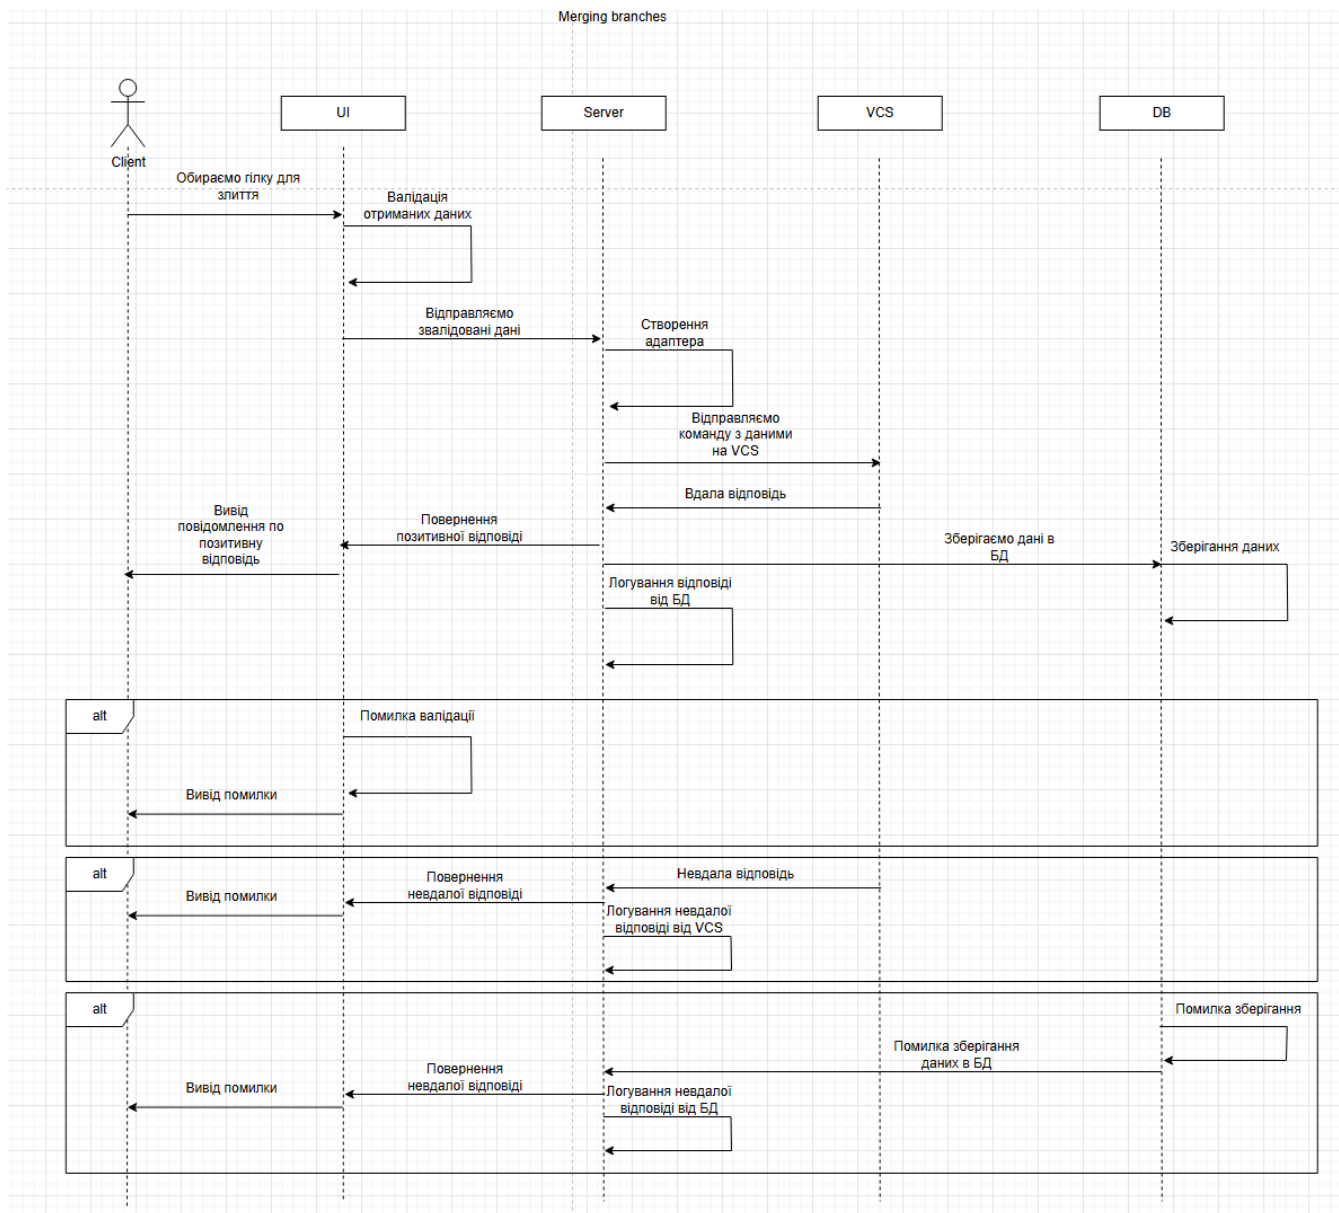 Merging branches
Client
UI
Server
VCS
DB
Обираємо гілку для
злиття
Валідація
отриманих даних
Відправляємо
звалідовані дані
Створення
адаптера
Відправляємо
команду з даними
на VCS
Вдала відповідь
Повернення
позитивної відповіді
Вивід
повідомлення по
позитивну
відповідь
Зберігаємо дані в
БД
Зберігання даних
Логування відповіді
від БД
alt
Помилка валідації
Вивід помилки
alt
Невдала відповідь
Повернення
невдалої відповіді
Вивід помилки
Логування невдалої
відповіді від VCS
alt
Помилка зберігання
Помилка зберігання
даних в БД
Повернення
невдалої відповіді
Вивід помилки
Логування невдалої
відповіді від БД